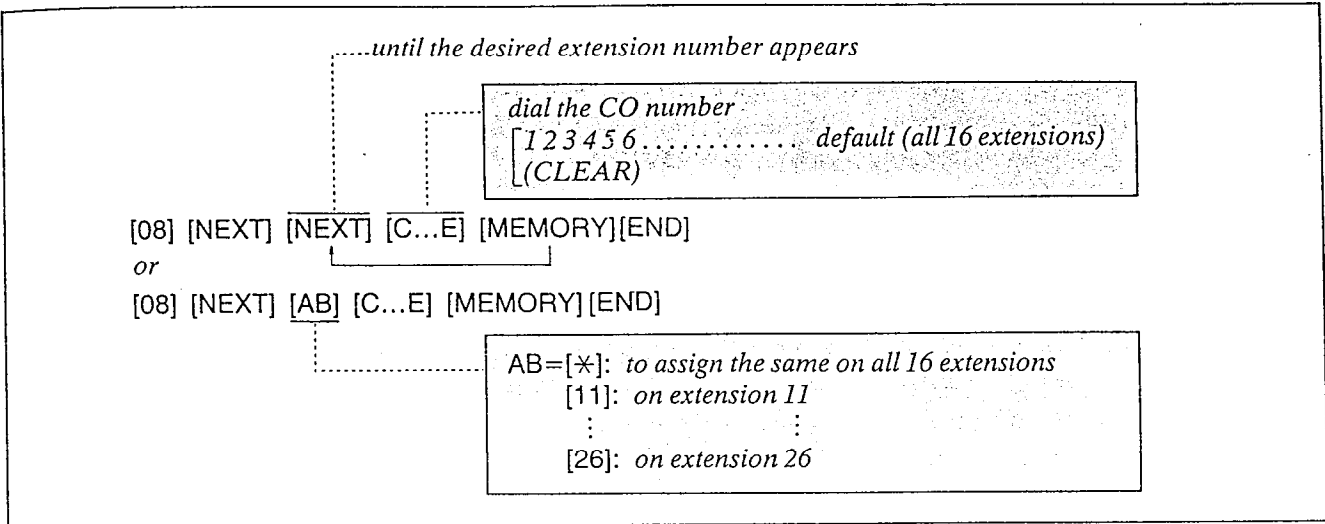 until the desired extension number appears
dial the CO number
1 2 3 4 5 6 . . . . . . . . . . . . default (all 16 extensions)
(CLEAR)
[08] [NEXT] [NEXT] [C...E] [MEMORY][END]
or
[08] [NEXT] [AB] [C...E] [MEMORY][END]
AB=[✳]: to assign the same on all 16 extensions
[11]: on extension 11
⋮ ⋮
[26]: on extension 26